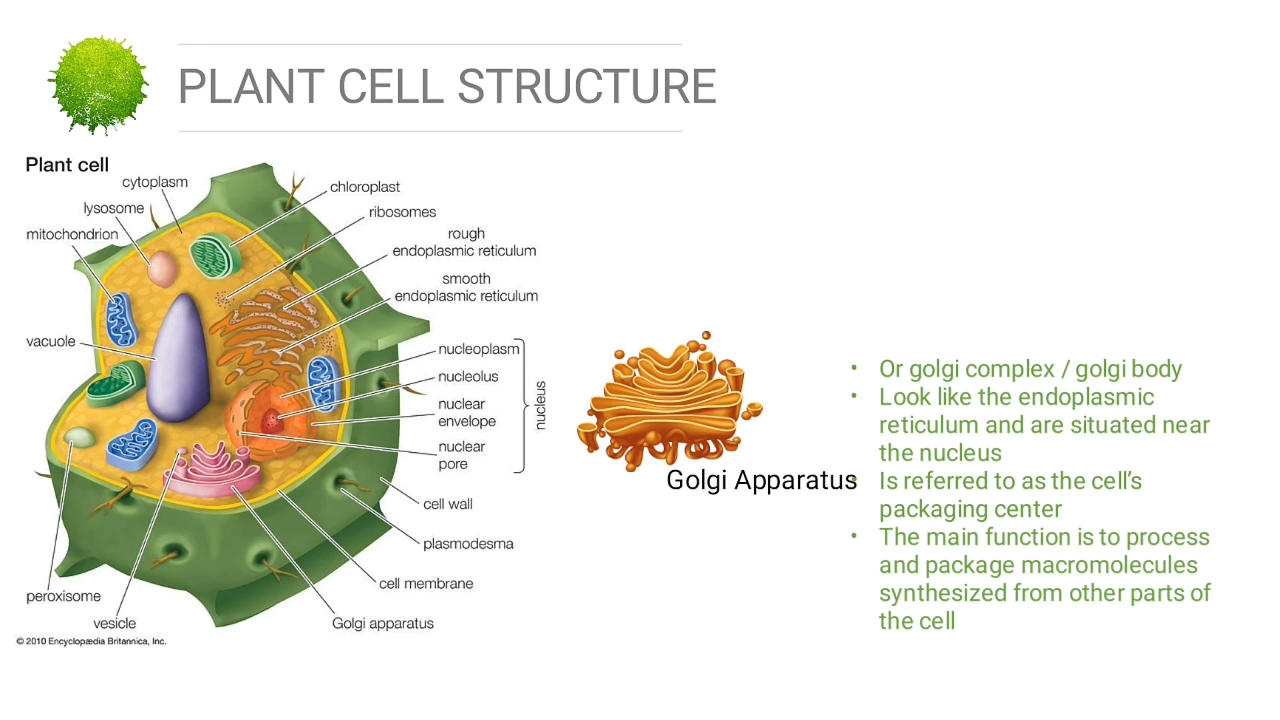 PLANT CELL STRUCTURE
Plant cell
cytoplasm
lysosome
mitochondrion
vacuole
peroxisome
vesicle
chloroplast
ribosomes
rough
endoplasmic reticulum
smooth
endoplasmic reticulum
nucleoplasm
nucleolus
nuclear
envelope
nuclear
pore
nucleus
cell wall
plasmodesma
cell membrane
Golgi apparatus
© 2010 Encyclopædia Britannica, Inc.
Golgi Apparatus
• Or golgi complex / golgi body
• Look like the endoplasmic
reticulum and are situated near
the nucleus
• Is referred to as the cell’s
packaging center
• The main function is to process
and package macromolecules
synthesized from other parts of
the cell